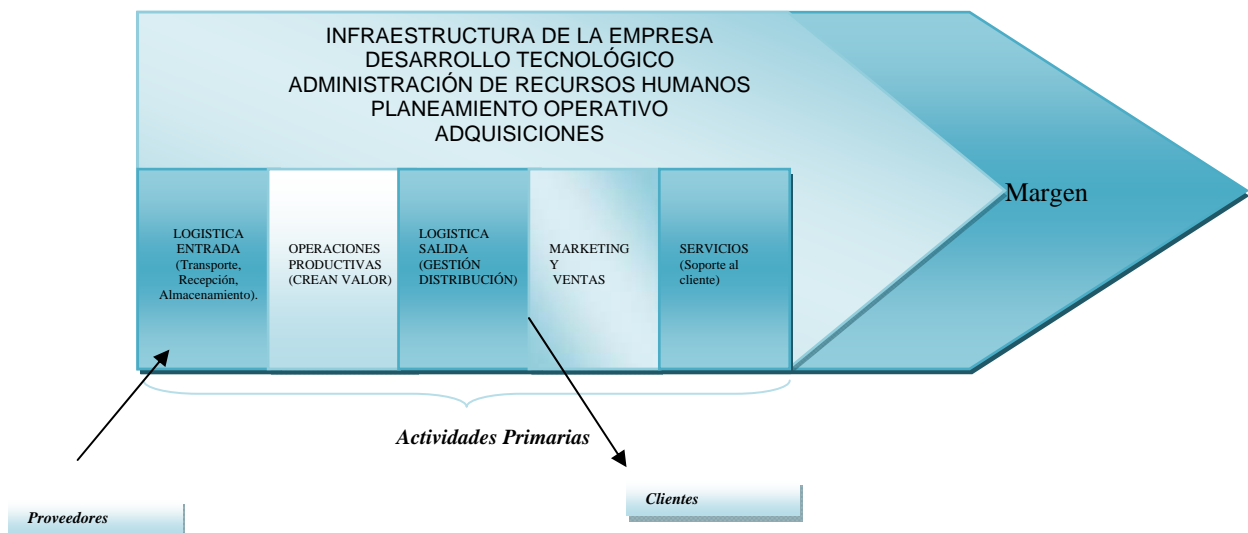 INFRAESTRUCTURA DE LA EMPRESA
DESARROLLO TECNOLÓGICO
ADMINISTRACIÓN DE RECURSOS HUMANOS
PLANEAMIENTO OPERATIVO
ADQUISICIONES
Margen
LOGISTICA
ENTRADA
(Transporte,
Recepción,
Almacenamiento).
OPERACIONES
PRODUCTIVAS
(CREAN VALOR)
LOGISTICA
SALIDA
(GESTIÓN
DISTRIBUCIÓN)
MARKETING
Y
VENTAS
SERVICIOS
(Soporte al
cliente)
Actividades Primarias
Proveedores
Clientes